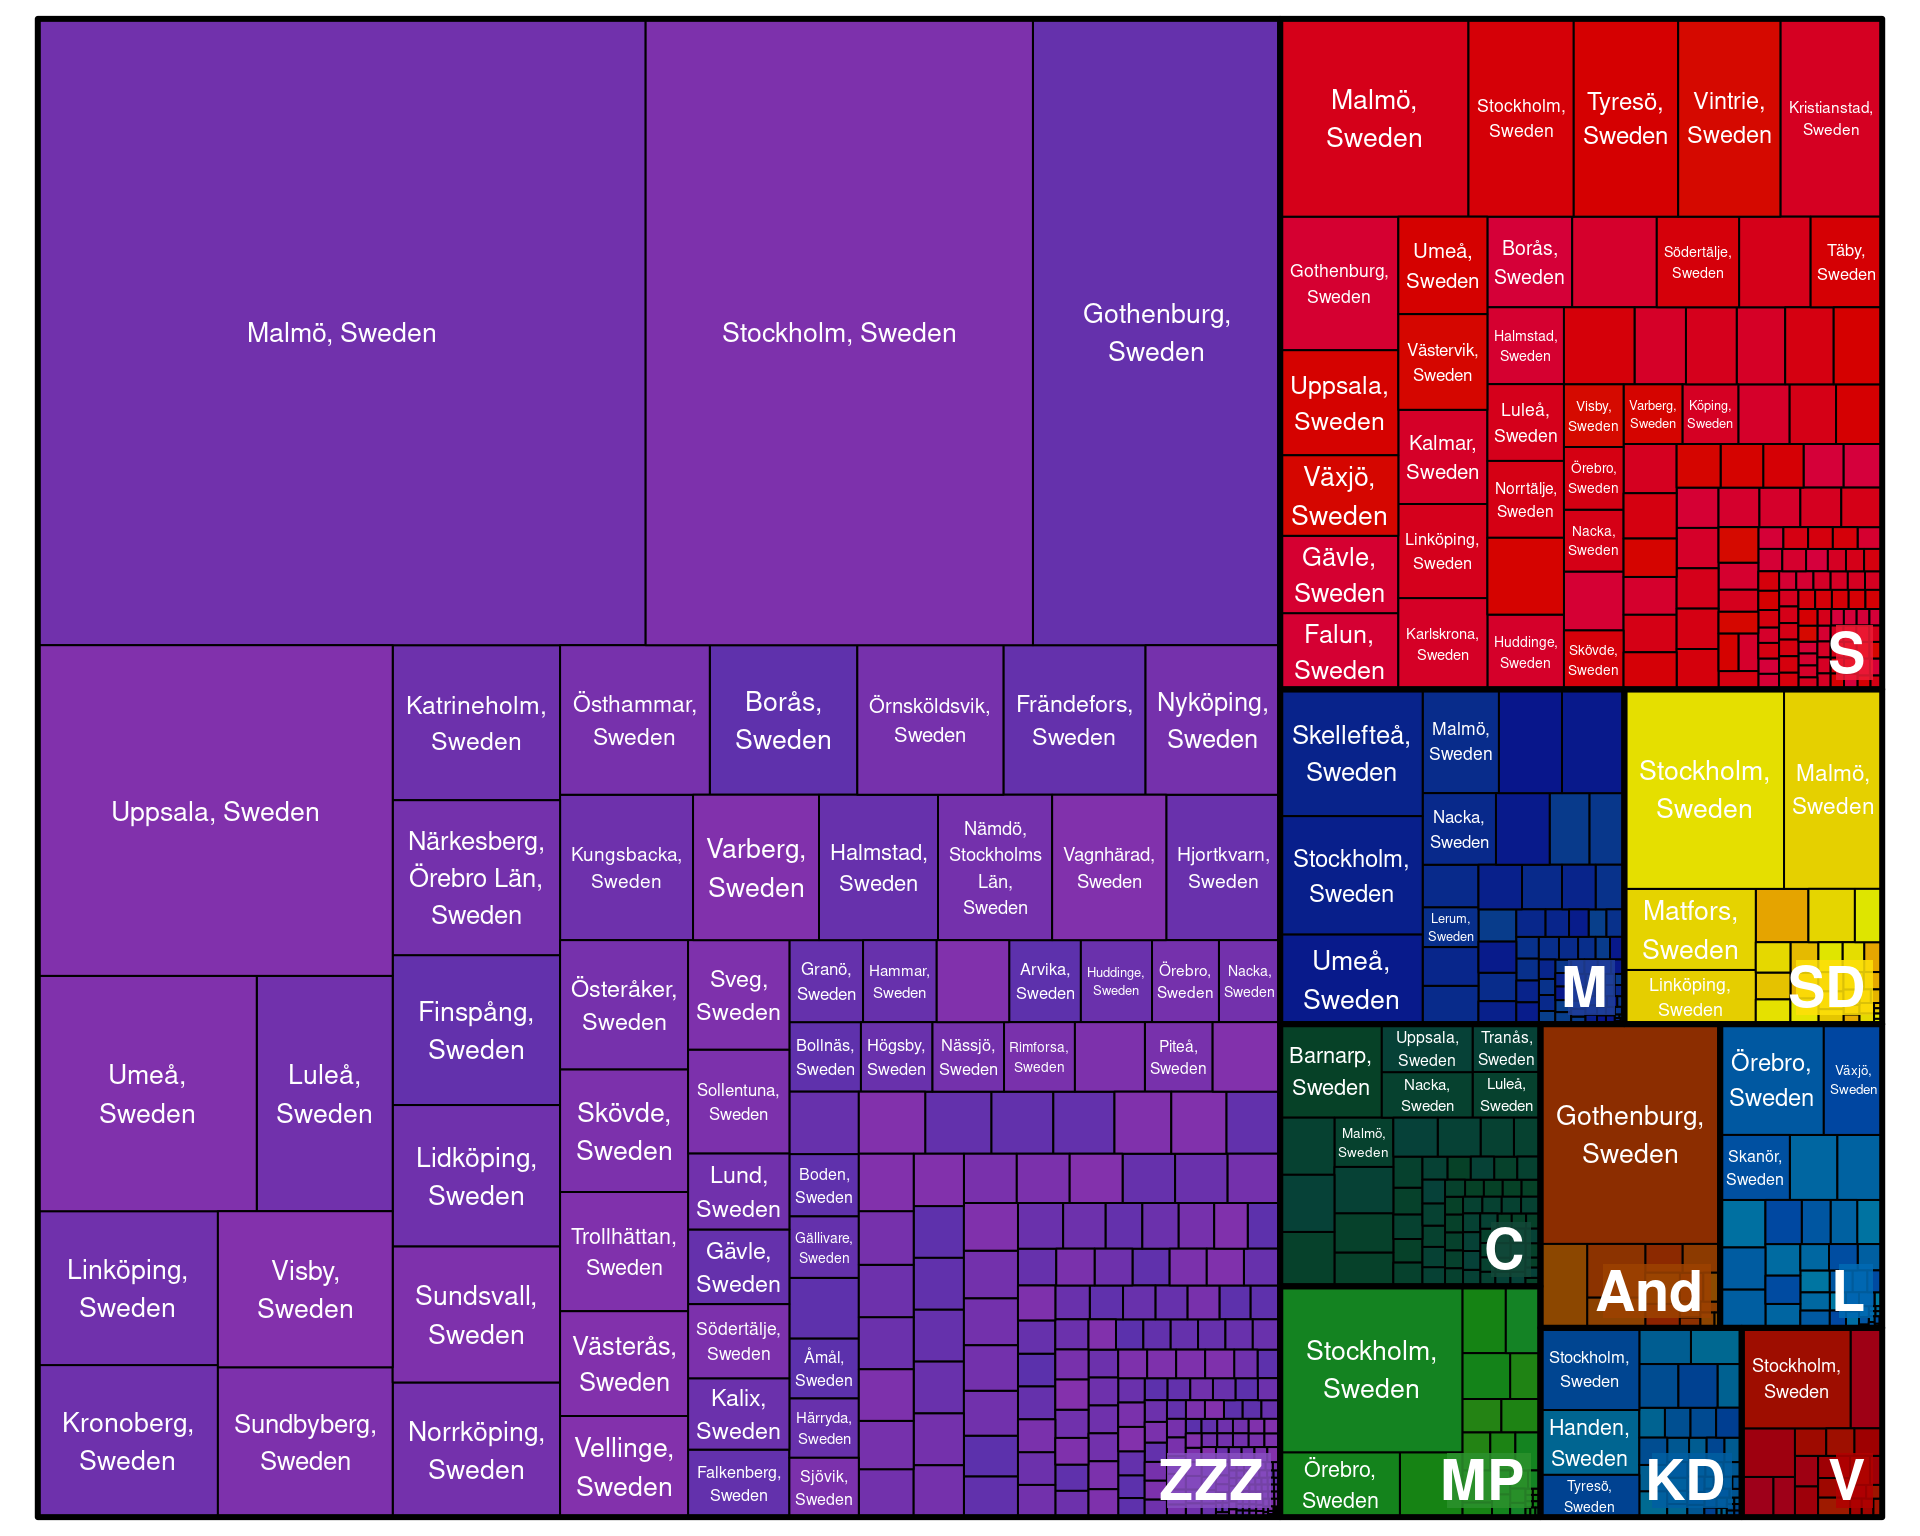 Malmö, Sweden
Stockholm, Sweden
Gothenburg,
Sweden
Uppsala, Sweden
Umeå,
Sweden
Luleå,
Sweden
Linköping,
Sweden
Visby,
Sweden
Kronoberg,
Sweden
Sundbyberg,
Sweden
Katrineholm,
Sweden
Närkesberg,
Örebro Län,
Sweden
Finspång,
Sweden
Lidköping,
Sweden
Sundsvall,
Sweden
Norrköping,
Sweden
Östhammar,
Sweden
Borås,
Sweden
Örnsköldsvik,
Sweden
Frändefors,
Sweden
Nyköping,
Sweden
Kungsbacka,
Sweden
Varberg,
Sweden
Halmstad,
Sweden
Nämdö,
Stockholms
Län,
Sweden
Vagnhärad,
Sweden
Hjortkvarn,
Sweden
Österåker,
Sweden
Skövde,
Sweden
Trollhättan,
Sweden
Västerås,
Sweden
Vellinge,
Sweden
Sveg,
Sweden
Sollentuna,
Sweden
Lund,
Sweden
Gävle,
Sweden
Södertälje,
Sweden
Kalix,
Sweden
Falkenberg,
Sweden
Granö,
Sweden
Hammar,
Sweden
Arvika,
Sweden
Huddinge,
Sweden
Örebro,
Sweden
Nacka,
Sweden
Bollnäs,
Sweden
Högsby,
Sweden
Nässjö,
Sweden
Rimforsa,
Sweden
Piteå,
Sweden
Boden,
Sweden
Gällivare,
Sweden
Åmål,
Sweden
Härryda,
Sweden
Sjövik,
Sweden
ZZZ
Malmö,
Sweden
Stockholm,
Sweden
Tyresö,
Sweden
Vintrie,
Sweden
Kristianstad,
Sweden
Gothenburg,
Sweden
Uppsala,
Sweden
Växjö,
Sweden
Gävle,
Sweden
Falun,
Sweden
Umeå,
Sweden
Västervik,
Sweden
Kalmar,
Sweden
Linköping,
Sweden
Karlskrona,
Sweden
Borås,
Sweden
Södertälje,
Sweden
Täby,
Sweden
Halmstad,
Sweden
Luleå,
Sweden
Norrtälje,
Sweden
Huddinge,
Sweden
Visby,
Sweden
Varberg,
Sweden
Köping,
Sweden
Örebro,
Sweden
Nacka,
Sweden
Skövde,
Sweden
S
Skellefteå,
Sweden
Stockholm,
Sweden
Umeå,
Sweden
Malmö,
Sweden
Nacka,
Sweden
Lerum,
Sweden
M
Stockholm,
Sweden
Malmö,
Sweden
Matfors,
Sweden
Linköping,
Sweden
SD
Barnarp,
Sweden
Uppsala,
Sweden
Tranås,
Sweden
Nacka,
Sweden
Luleå,
Sweden
Malmö,
Sweden
C
Gothenburg,
Sweden
And
Örebro,
Sweden
Växjö,
Sweden
Skanör,
Sweden
L
Stockholm,
Sweden
Örebro,
Sweden
MP
Stockholm,
Sweden
Handen,
Sweden
Tyresö,
Sweden
KD
Stockholm,
Sweden
V